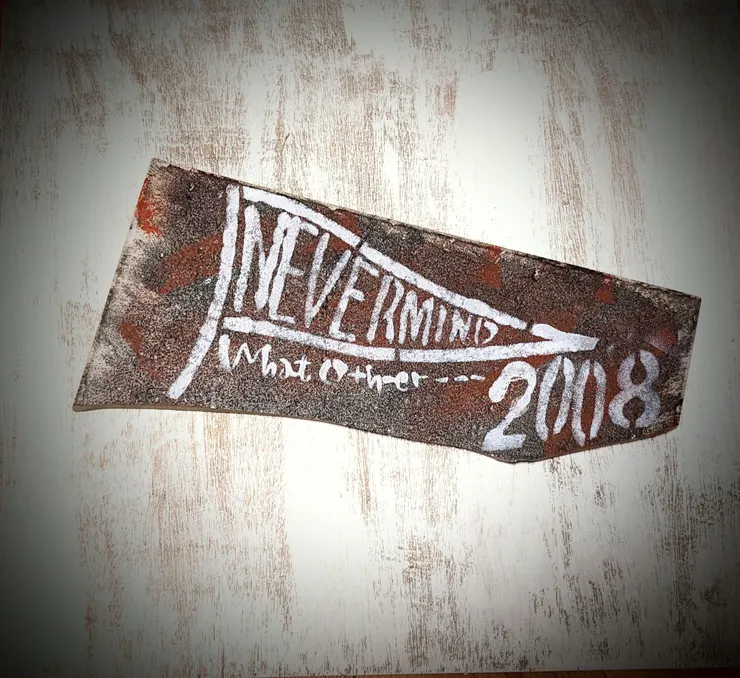 NEVERMIND
What Other---
2008